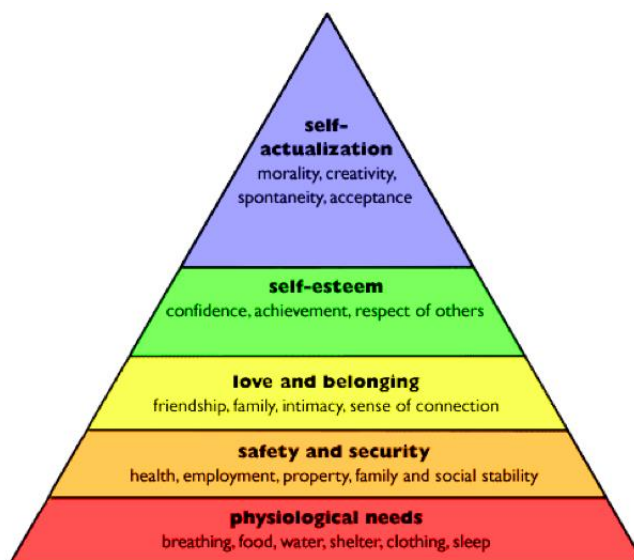 self-
actualization
morality, creativity,
spontaneity, acceptance
self-esteem
confidence, achievement, respect of others
love and belonging
friendship, family, intimacy, sense of connection
safety and security
health, employment, property, family and social stability
physiological needs
breathing, food, water, shelter, clothing, sleep